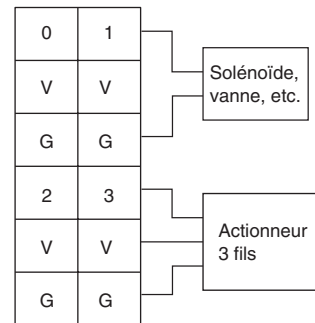 0 1
V V
G G
2 3
V V
G G
Solénoïde,
vanne, etc.
Actionneur
3 fils